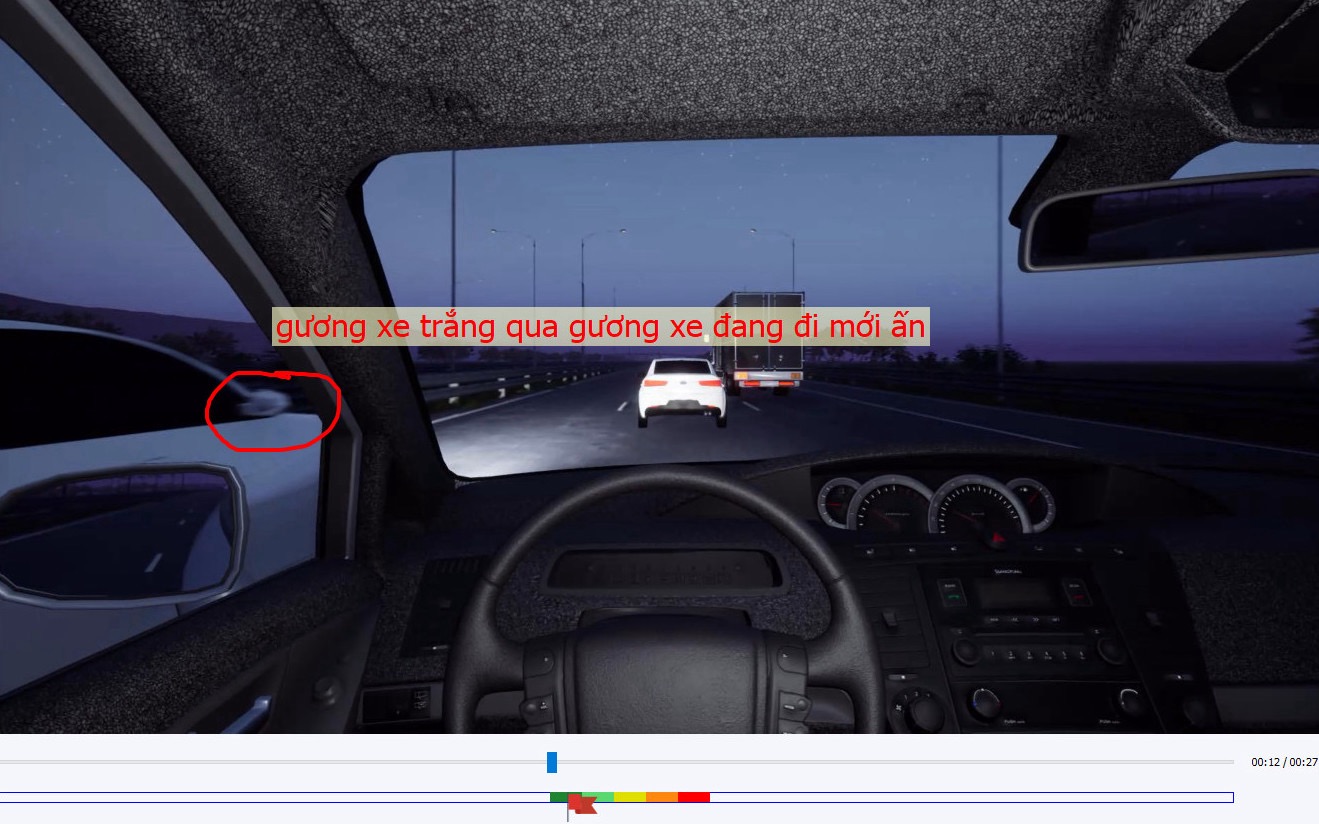 gương xe trắng qua gương xe đang đi mới ấn
00:12 / 00:27